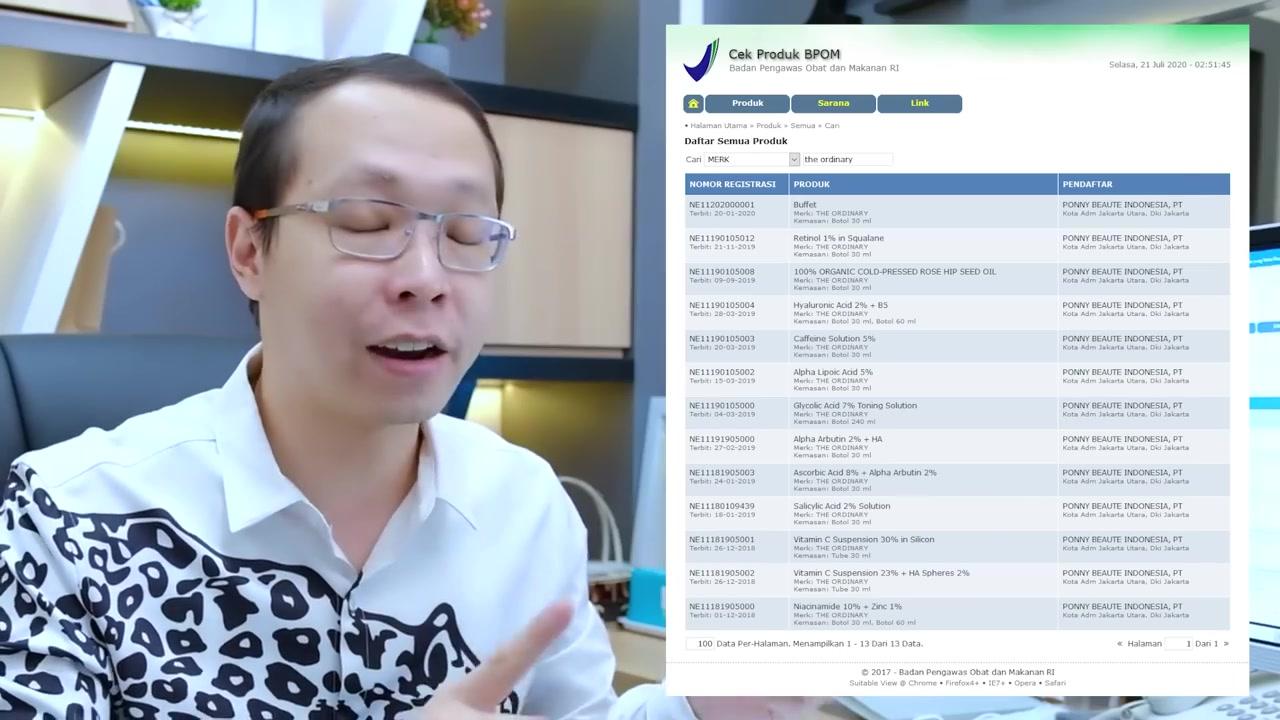 Cek Produk BPOM
Badan Pengawas Obat dan Makanan RI
Selasa, 21 Juli 2020 - 02:51:45
Produk
Sarana
Link
• Halaman Utama » Produk » Semua » Cari
Daftar Semua Produk
Cari MERK the ordinary
NOMOR REGISTRASI PRODUK PENDAFTAR
NE11202000001 Buffet PONNY BEAUTE INDONESIA, PT
Terbit: 20-01-2020 Merk: THE ORDINARY Kota Adm Jakarta Utara, Dki Jakarta
Kemasan: Botol 30 ml
NE11190105012 Retinol 1% in Squalane PONNY BEAUTE INDONESIA, PT
Terbit: 21-11-2019 Merk: THE ORDINARY Kota Adm Jakarta Utara, Dki Jakarta
Kemasan: Botol 30 ml
NE11190105008 100% ORGANIC COLD-PRESSED ROSE HIP SEED OIL PONNY BEAUTE INDONESIA, PT
Terbit: 09-09-2019 Merk: THE ORDINARY Kota Adm Jakarta Utara, Dki Jakarta
Kemasan: Botol 30 ml
NE11190105004 Hyaluronic Acid 2% + B5 PONNY BEAUTE INDONESIA, PT
Terbit: 28-03-2019 Merk: THE ORDINARY Kota Adm Jakarta Utara, Dki Jakarta
Kemasan: Botol 30 ml, Botol 60 ml
NE11190105003 Caffeine Solution 5% PONNY BEAUTE INDONESIA, PT
Terbit: 20-03-2019 Merk: THE ORDINARY Kota Adm Jakarta Utara, Dki Jakarta
Kemasan: Botol 30 ml
NE11190105002 Alpha Lipoic Acid 5% PONNY BEAUTE INDONESIA, PT
Terbit: 15-03-2019 Merk: THE ORDINARY Kota Adm Jakarta Utara, Dki Jakarta
Kemasan: Botol 30 ml
NE11190105000 Glycolic Acid 7% Toning Solution PONNY BEAUTE INDONESIA, PT
Terbit: 04-03-2019 Merk: THE ORDINARY Kota Adm Jakarta Utara, Dki Jakarta
Kemasan: Botol 240 ml
NE11191905000 Alpha Arbutin 2% + HA PONNY BEAUTE INDONESIA, PT
Terbit: 27-02-2019 Merk: THE ORDINARY Kota Adm Jakarta Utara, Dki Jakarta
Kemasan: Botol 30 ml
NE11181905003 Ascorbic Acid 8% + Alpha Arbutin 2% PONNY BEAUTE INDONESIA, PT
Terbit: 24-01-2019 Merk: THE ORDINARY Kota Adm Jakarta Utara, Dki Jakarta
Kemasan: Botol 30 ml
NE11180109439 Salicylic Acid 2% Solution PONNY BEAUTE INDONESIA, PT
Terbit: 18-01-2019 Merk: THE ORDINARY Kota Adm Jakarta Utara, Dki Jakarta
Kemasan: Botol 30 ml
NE11181905001 Vitamin C Suspension 30% in Silicon PONNY BEAUTE INDONESIA, PT
Terbit: 26-12-2018 Merk: THE ORDINARY Kota Adm Jakarta Utara, Dki Jakarta
Kemasan: Tube 30 ml
NE11181905002 Vitamin C Suspension 23% + HA Spheres 2% PONNY BEAUTE INDONESIA, PT
Terbit: 26-12-2018 Merk: THE ORDINARY Kota Adm Jakarta Utara, Dki Jakarta
Kemasan: Tube 30 ml
NE11181905000 Niacinamide 10% + Zinc 1% PONNY BEAUTE INDONESIA, PT
Terbit: 01-12-2018 Merk: THE ORDINARY Kota Adm Jakarta Utara, Dki Jakarta
Kemasan: Botol 30 ml, Botol 60 ml
100 Data Per-Halaman. Menampilkan 1 - 13 Dari 13 Data. « Halaman 1 Dari 1 »
© 2017 - Badan Pengawas Obat dan Makanan RI
Suitable View @ Chrome • Firefox4+ • IE7+ • Opera • Safari